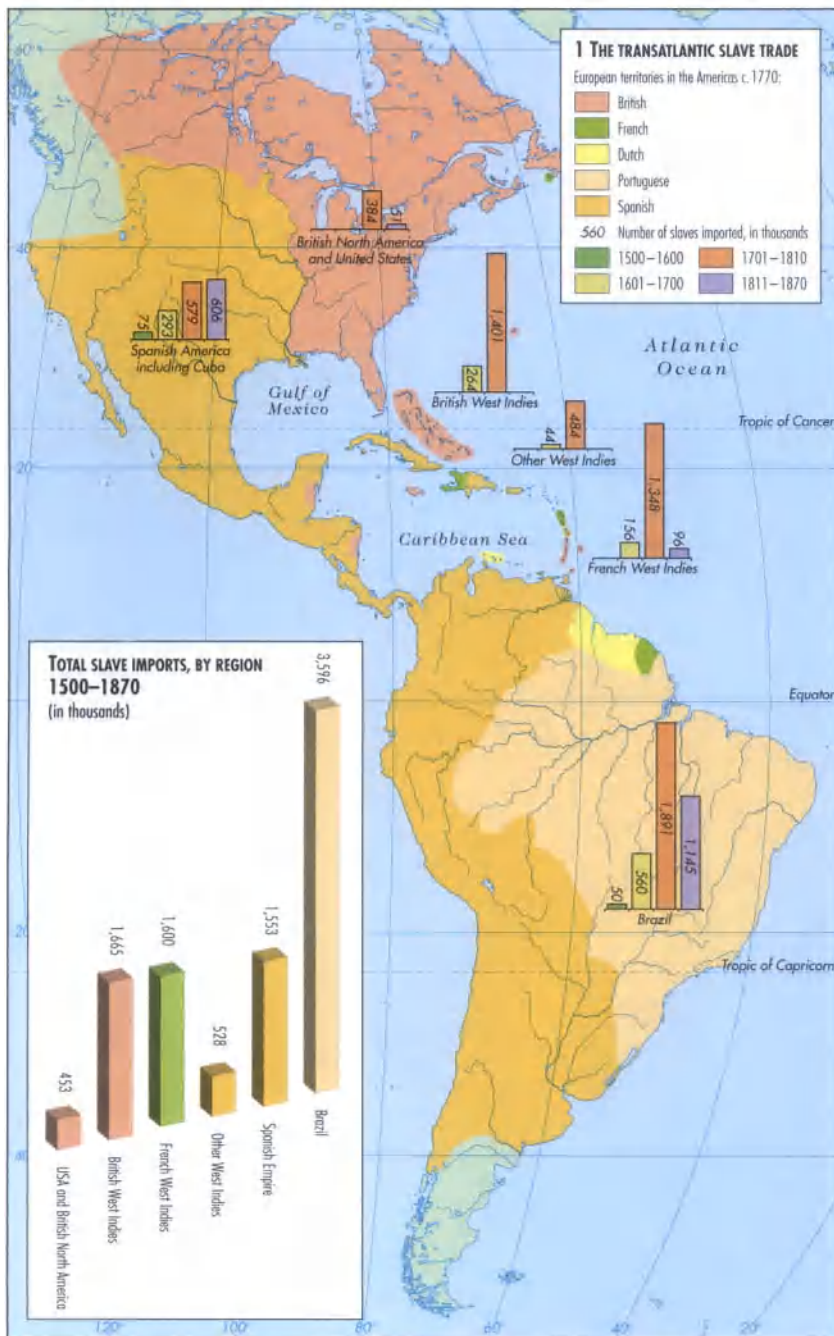 1 THE TRANSATLANTIC SLAVE TRADE
European territories in the Americas c. 1770:
British
French
Dutch
Portuguese
Spanish
560 Number of slaves imported, in thousands
1500–1600
1701–1810
1601–1700
1811–1870
60
40
384
51
British North America
and United States
75
293
579
606
Spanish America
including Cuba
264
1,401
British West Indies
Atlantic
Ocean
Gulf of
Mexico
Tropic of Cancer
44
484
Other West Indies
20
156
1,348
96
French West Indies
Caribbean Sea
Equator
50
560
1,891
1,145
Brazil
Tropic of Capricorn
TOTAL SLAVE IMPORTS, BY REGION
1500–1870
(in thousands)
453
1,665
1,600
528
1,553
3,596
USA and British North America
British West Indies
French West Indies
Other West Indies
Spanish Empire
Brazil
20
120°
100°
80°
60
40°
20°